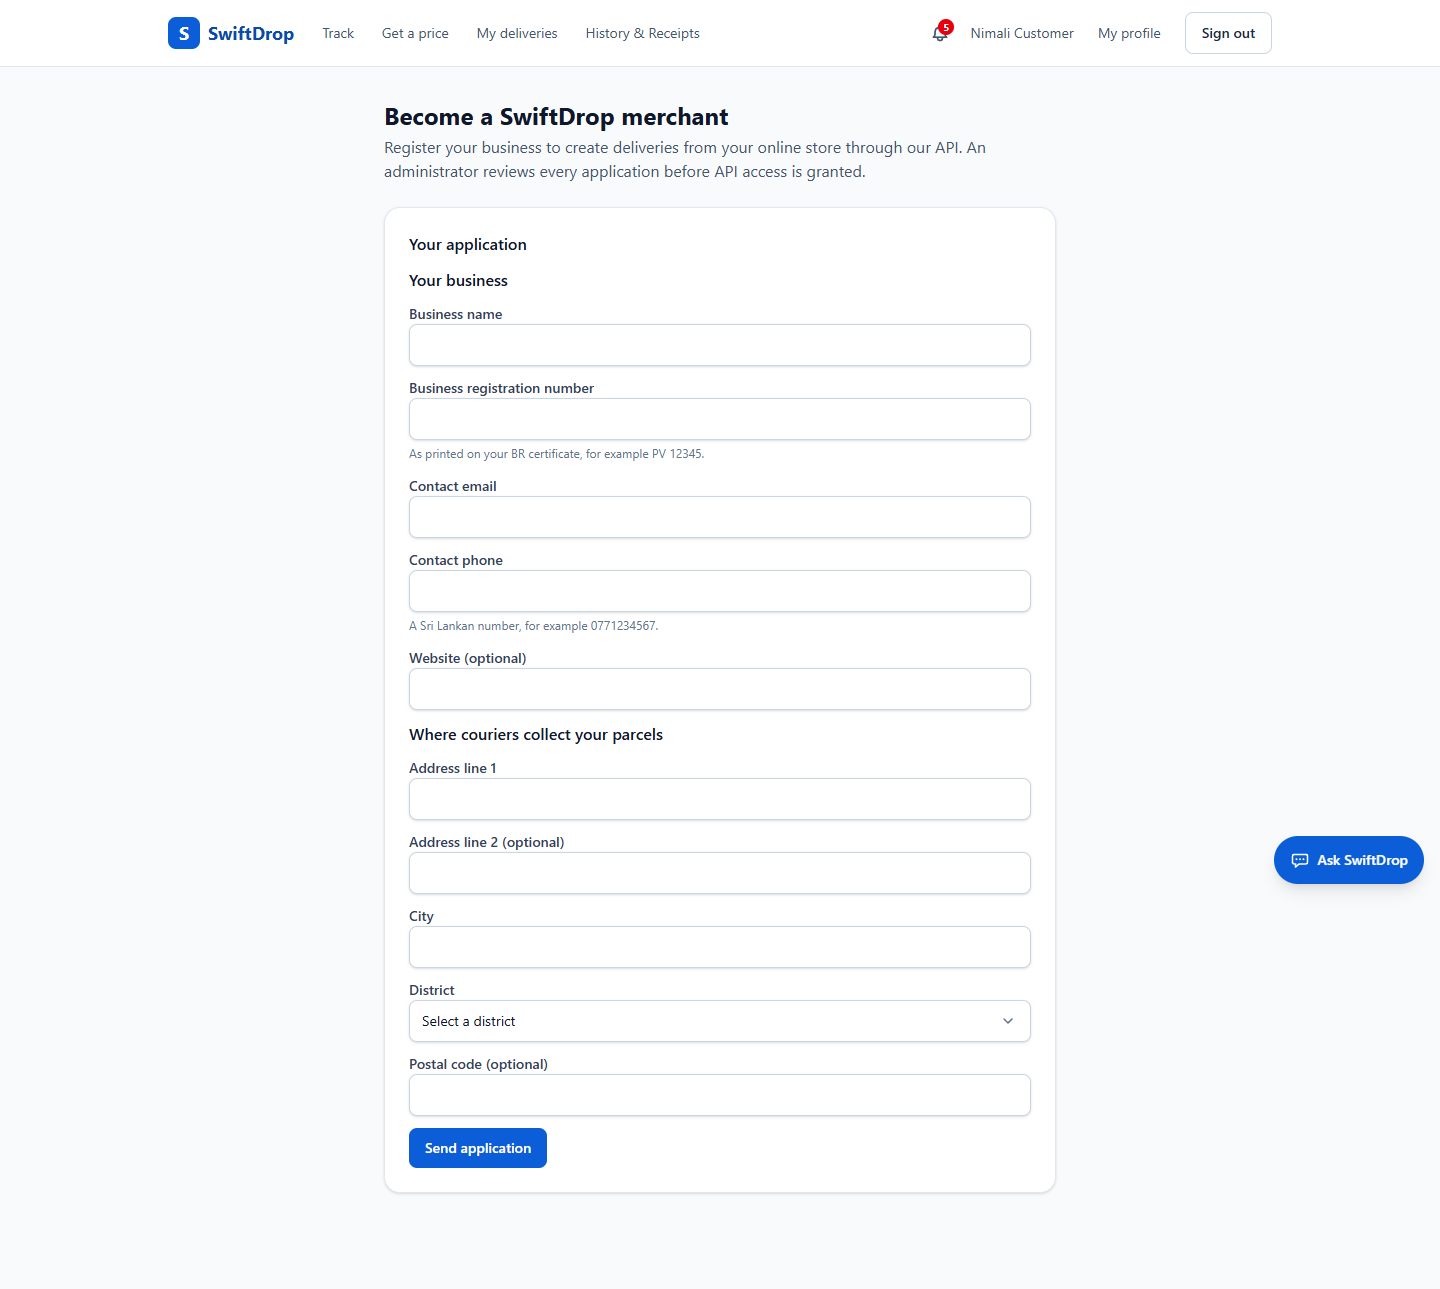 S SwiftDrop Track Get a price My deliveries History & Receipts 5 Nimali Customer My profile Sign out
Become a SwiftDrop merchant
Register your business to create deliveries from your online store through our API. An
administrator reviews every application before API access is granted.
Your application
Your business
Business name
Business registration number
As printed on your BR certificate, for example PV 12345.
Contact email
Contact phone
A Sri Lankan number, for example 0771234567.
Website (optional)
Where couriers collect your parcels
Address line 1
Address line 2 (optional)
Ask SwiftDrop
City
District
Select a district
Postal code (optional)
Send application